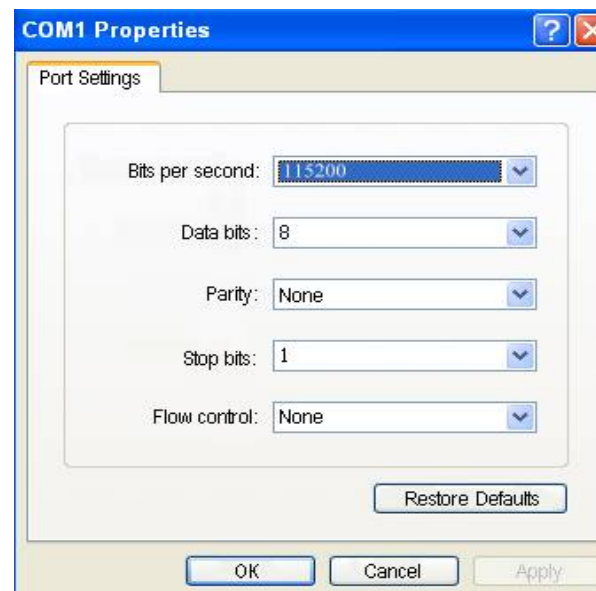 COM1 Properties
Port Settings
Bits per second: 115200
Data bits: 8
Parity: None
Stop bits: 1
Flow control: None
Restore Defaults
OK Cancel Apply